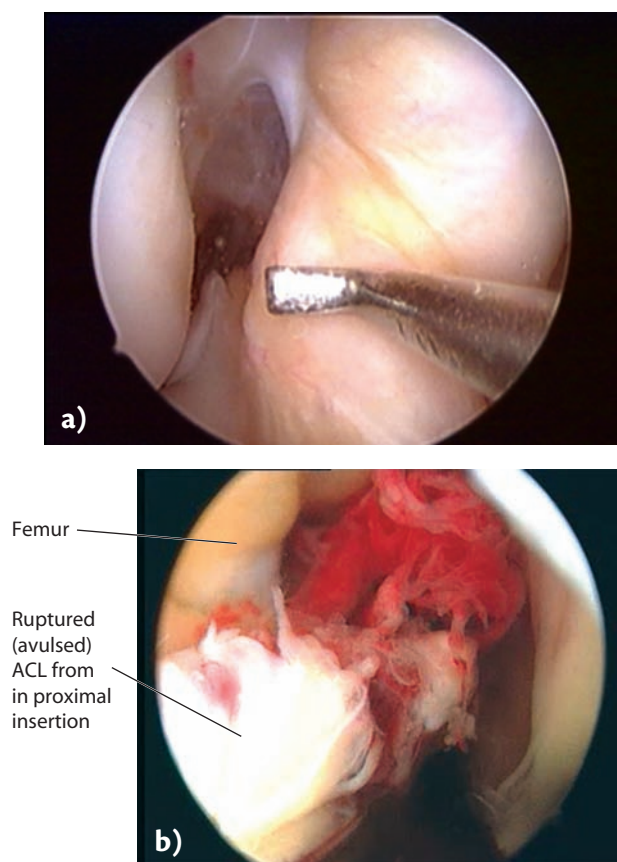 a)
Femur
Ruptured
(avulsed)
ACL from
in proximal
insertion
b)